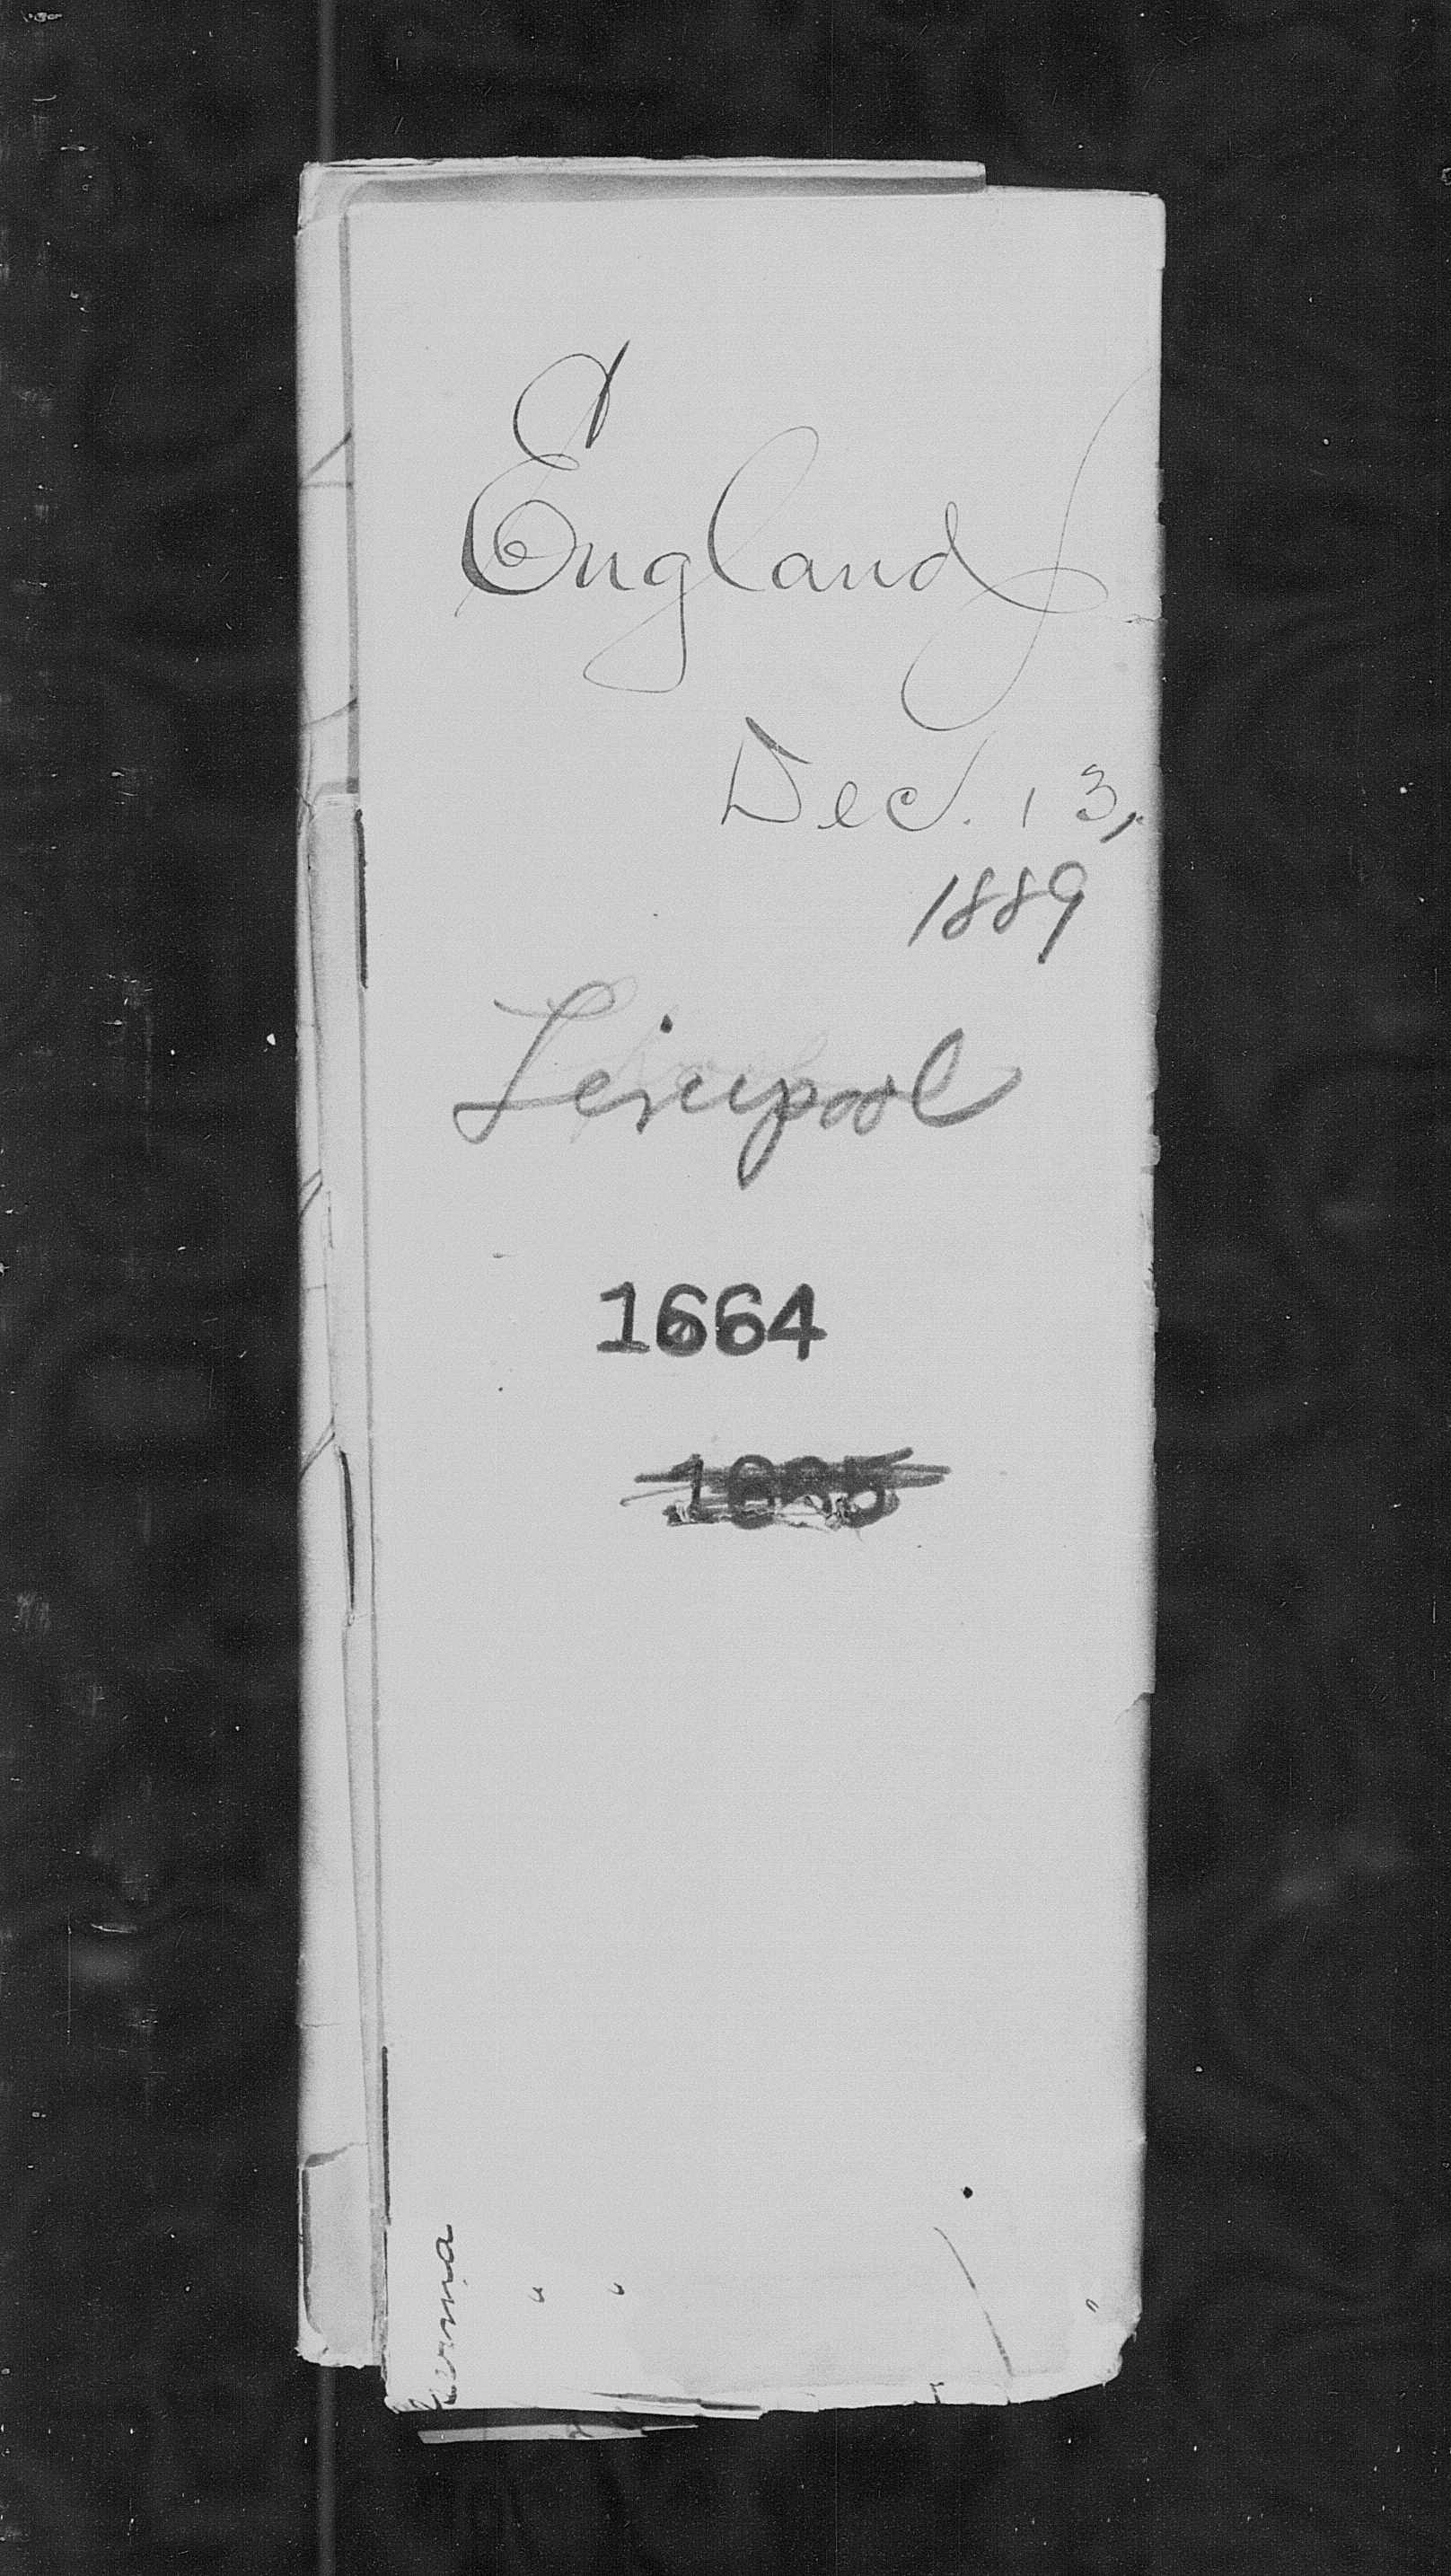 England
Dec. 13,
1889
Liverpool
1664